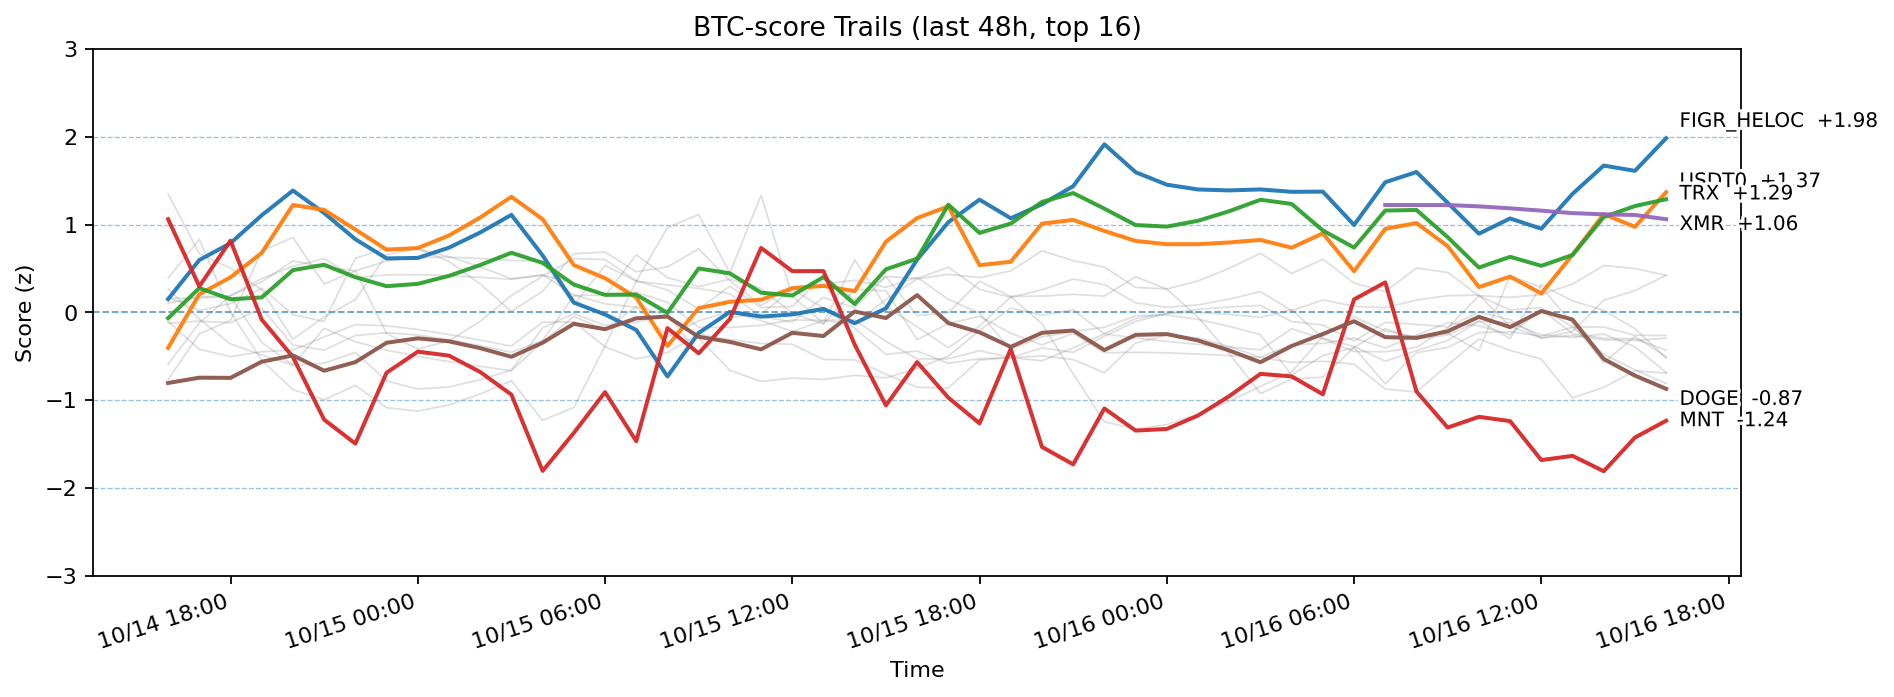 BTC-score Trails (last 48h, top 16)
3
2
1
0
−1
−2
−3
Score (z)
FIGR_HELOC +1.98
USDT0 +1.37
TRX +1.29
XMR +1.06
DOGE -0.87
MNT -1.24
10/14 18:00
10/15 00:00
10/15 06:00
10/15 12:00
10/15 18:00
10/16 00:00
10/16 06:00
10/16 12:00
10/16 18:00
Time